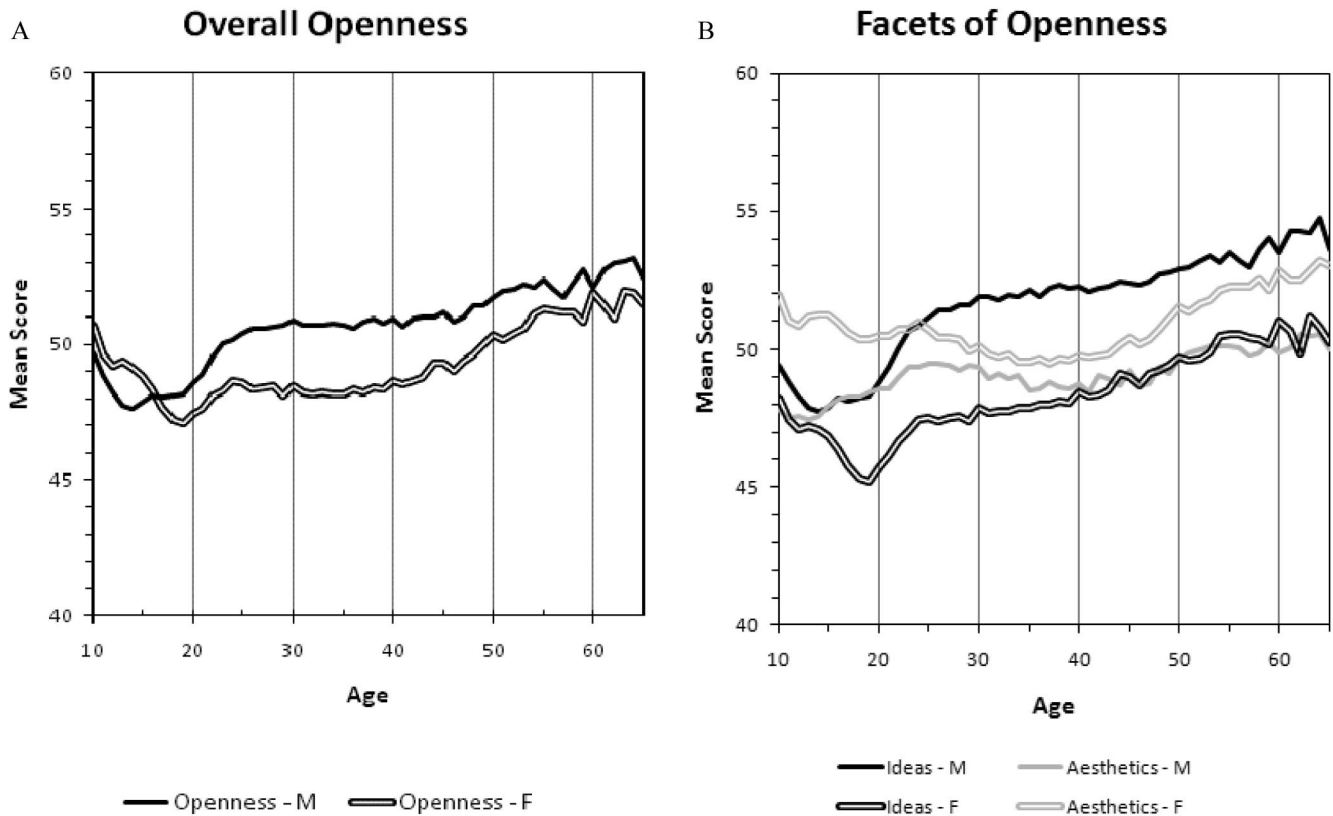 A
Overall Openness
60
55
50
45
40
Mean Score
10
20
30
40
50
60
Age
Openness - M
Openness - F
B
Facets of Openness
60
55
50
45
40
Mean Score
10
20
30
40
50
60
Age
Ideas - M
Aesthetics - M
Ideas - F
Aesthetics - F